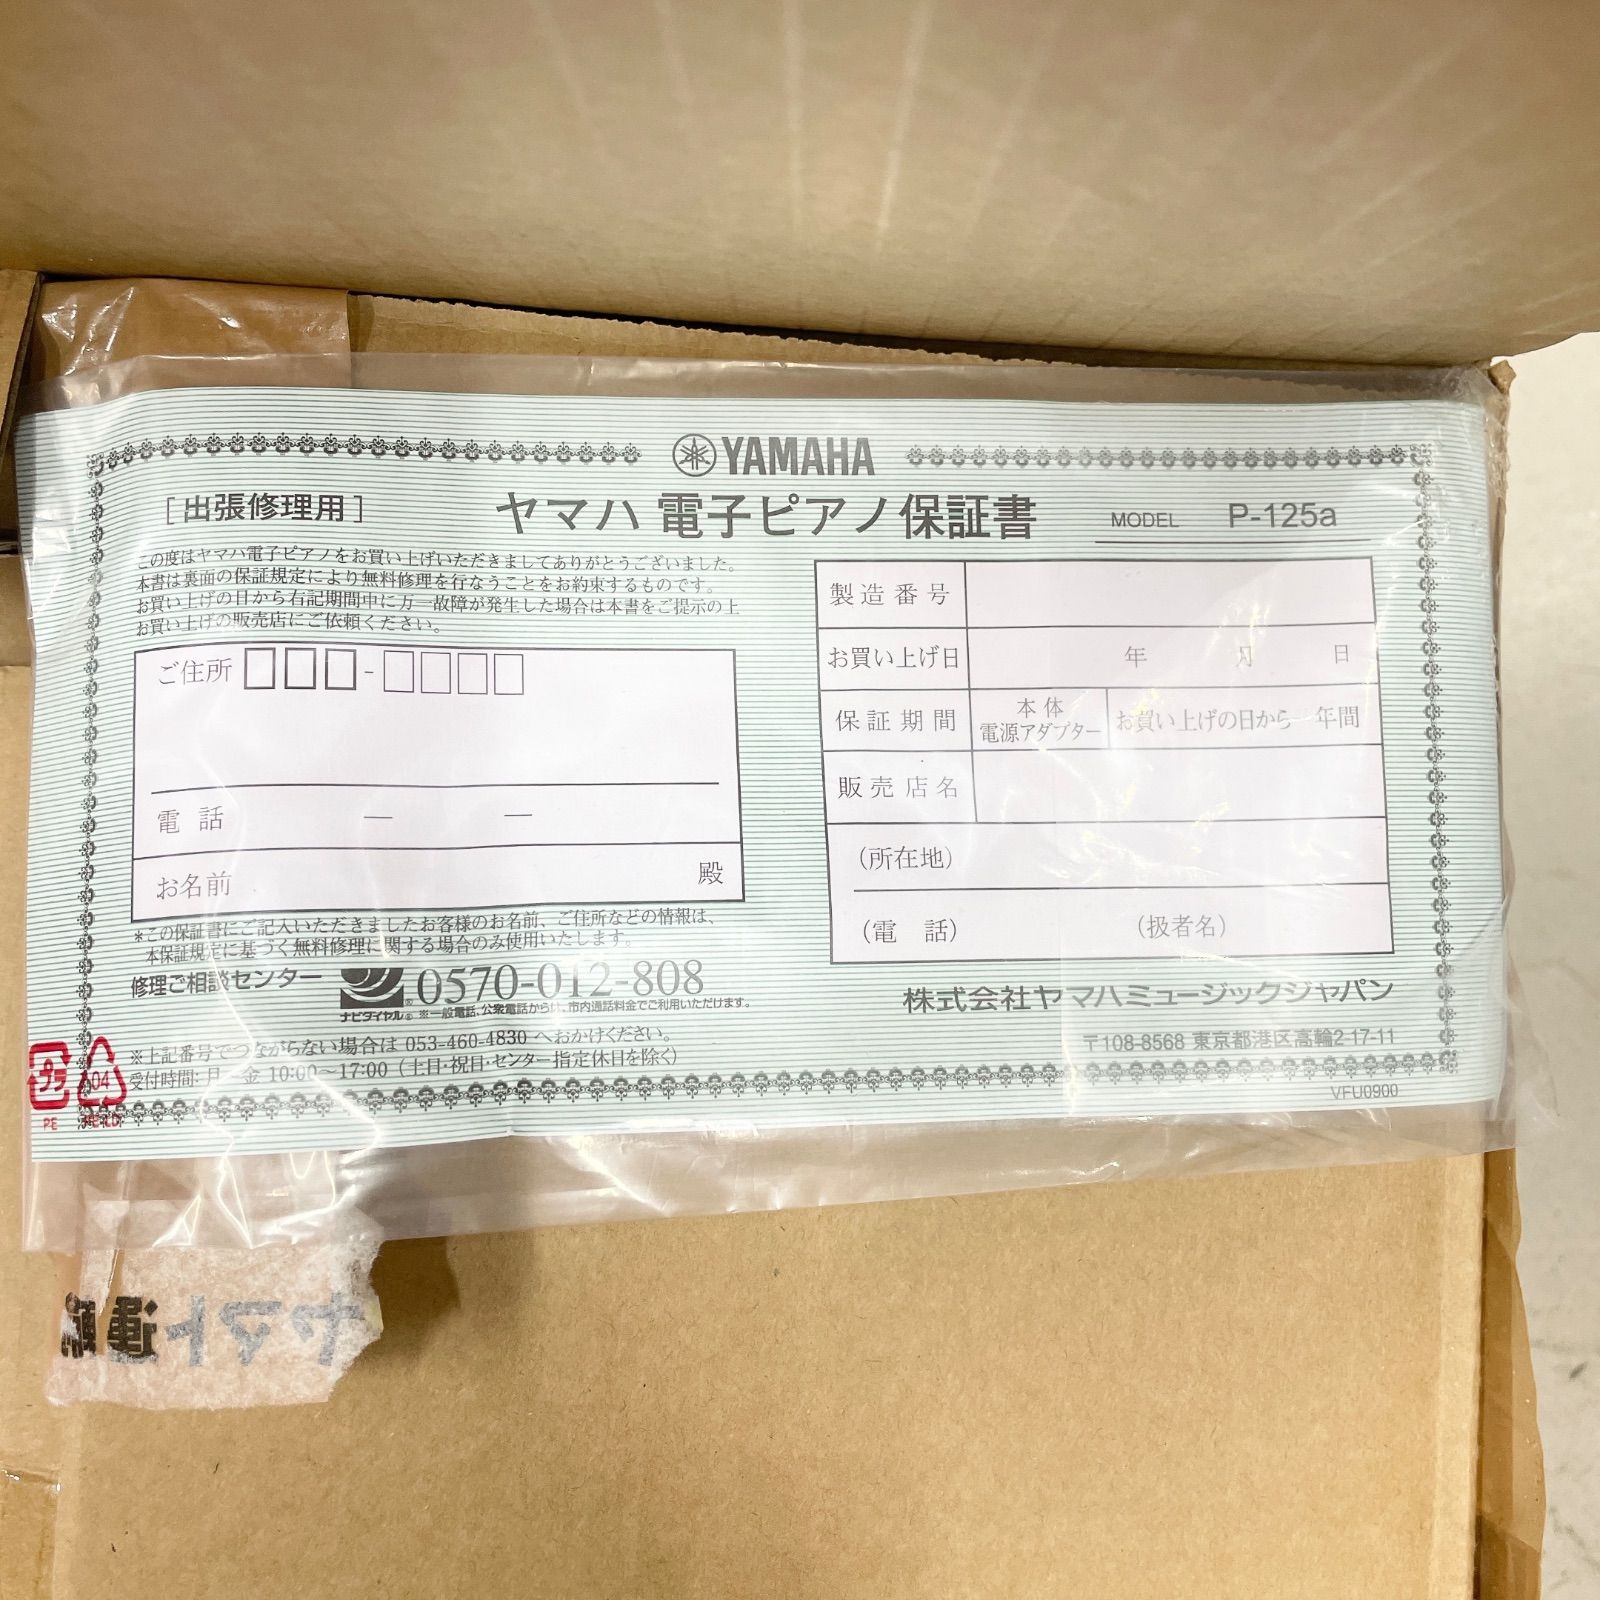 YAMAHA
[出張修理用]
ヤマハ 電子ピアノ保証書
MODEL P-125a
この度はヤマハ電子ピアノをお買い上げいただきましてありがとうございました。
本書は裏面の保証規定により無料修理を行なうことをお約束するものです。
お買い上げの日から右記期間中に万一故障が発生した場合は本書をご提示の上
お買い上げの販売店にご依頼ください。
ご住所 □□□-□□□□
電話 — —
お名前 殿
*この保証書にご記入いただきましたお客様のお名前、ご住所などの情報は、
本保証規定に基づく無料修理に関する場合のみ使用いたします。
製造番号
お買い上げ日 年 月 日
保証期間 本体 電源アダプター お買い上げの日から一年間
販売店名
(所在地)
(電 話) (扱者名)
修理ご相談センター ナビダイヤル® 0570-012-808
※一般電話、公衆電話からは、市内通話料金でご利用いただけます。
※上記番号でつながらない場合は 053-460-4830 へおかけください。
受付時間: 月～金 10:00～17:00 (土日・祝日・センター指定休日を除く)
株式会社ヤマハミュージックジャパン
〒108-8568 東京都港区高輪2-17-11
VFU0900
プラ
PE
04
ヤマト運